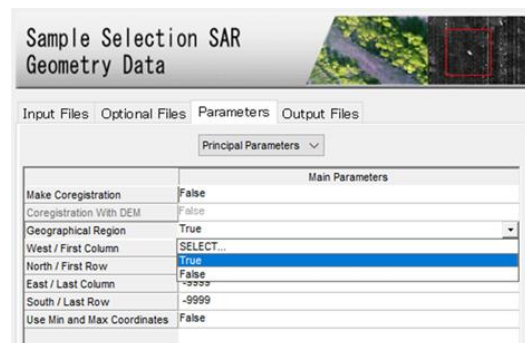 Sample Selection SAR
Geometry Data
Input Files Optional Files Parameters Output Files
Principal Parameters
Main Parameters
Make Coregistration False
Coregistration With DEM False
Geographical Region True
West / First Column SELECT...
North / First Row True
False
East / Last Column -9999
South / Last Row -9999
Use Min and Max Coordinates False